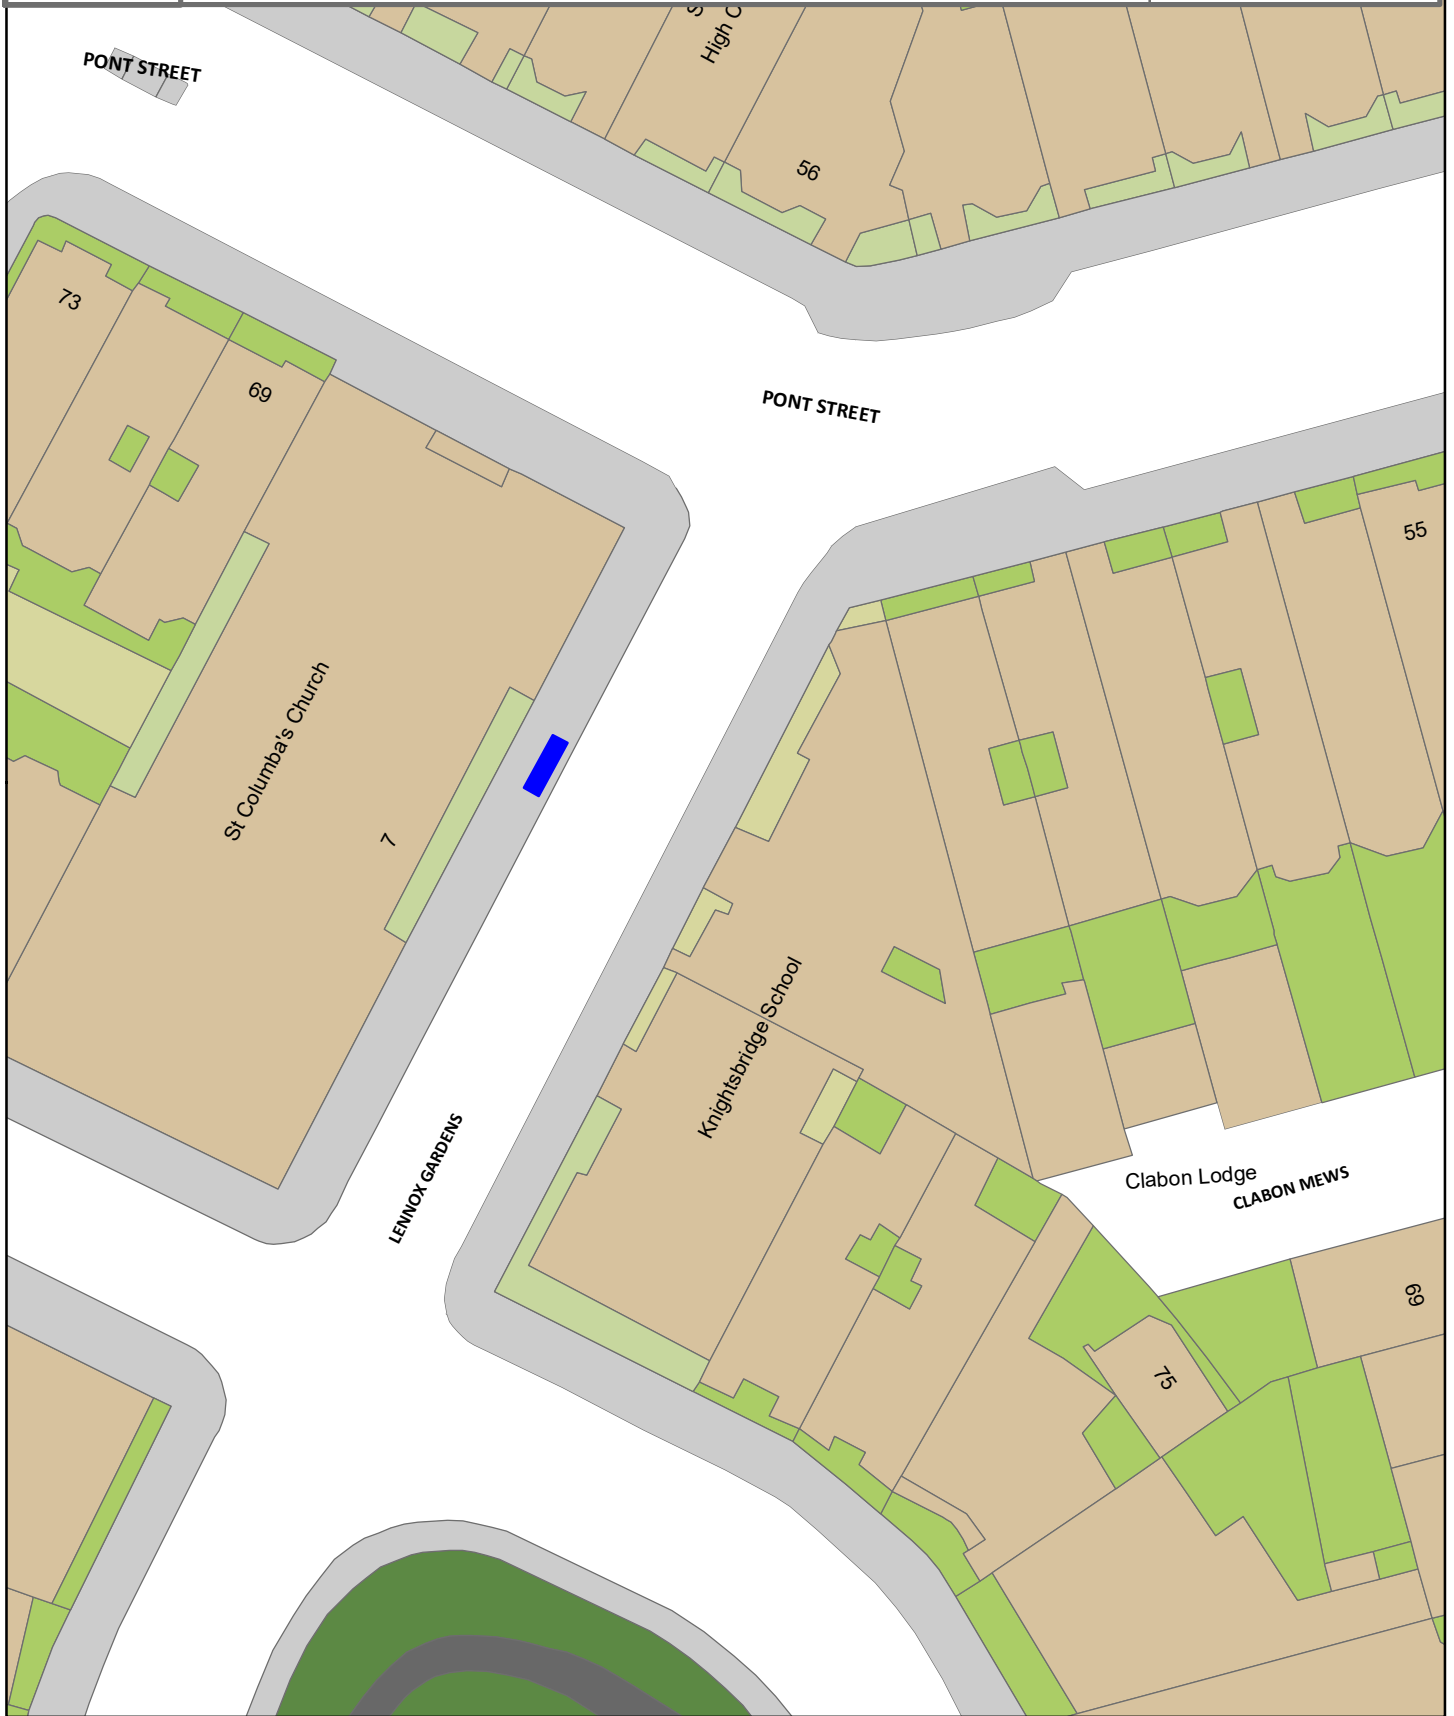 High
PONT STREET
56
73
69
PONT STREET
55
St Columba's Church
7
Knightsbridge School
LENNOX GARDENS
Clabon Lodge
CLABON MEWS
69
75